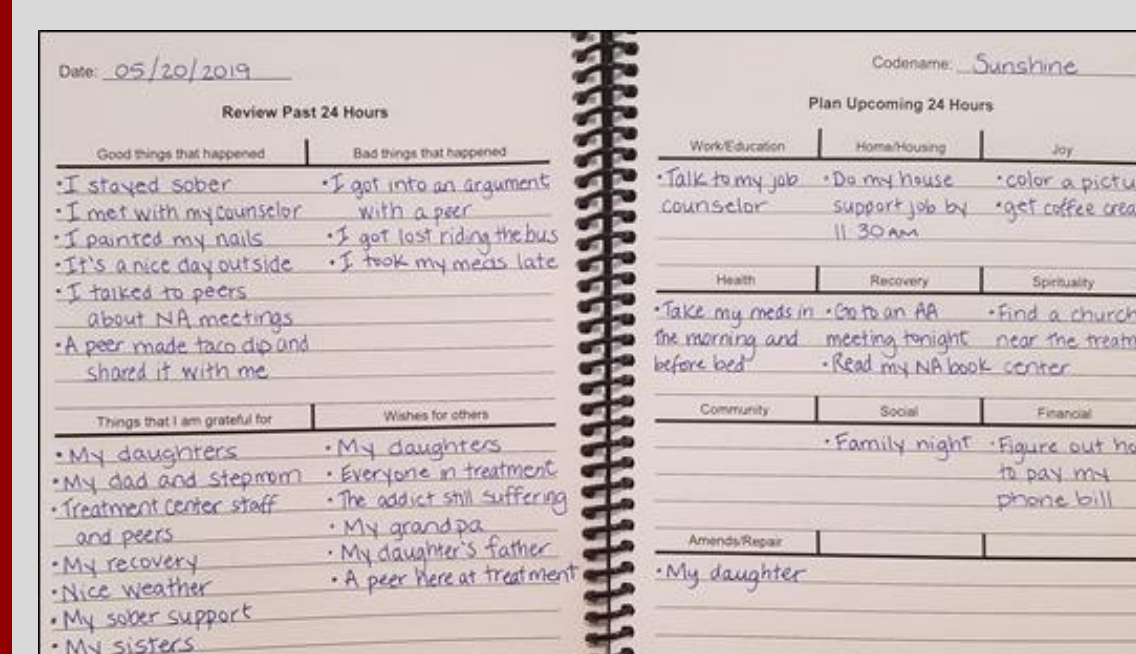 Date: 05/20/2019
Review Past 24 Hours
Good things that happened
• I stayed sober
• I met with my counselor
• I painted my nails
• It's a nice day outside
• I talked to peers
about NA meetings
• A peer made taco dip and
shared it with me
Bad things that happened
• I got into an argument
with a peer
• I got lost riding the bus
• I took my meds late
Things that I am grateful for
• My daughters
• My dad and stepmom
• Treatment center staff
and peers
• My recovery
• Nice weather
• My sober support
• My sisters
Wishes for others
• My daughters
• Everyone in treatment
• The addict still suffering
• My grandpa
• My daughter's father
• A peer here at treatment
Codename: Sunshine
Plan Upcoming 24 Hours
Work/Education
• Talk to my job
counselor
Home/Housing
• Do my house
support job by
11:30 AM
Joy
• color a pictu
• get coffee crea
Health
• Take my meds in
the morning and
before bed
Recovery
• Go to an AA
meeting tonight
• Read my NA book
Spirituality
• Find a church
near the treatm
center
Community
Social
• Family night
Financial
• Figure out ho
to pay my
phone bill
Amends/Repair
• My daughter